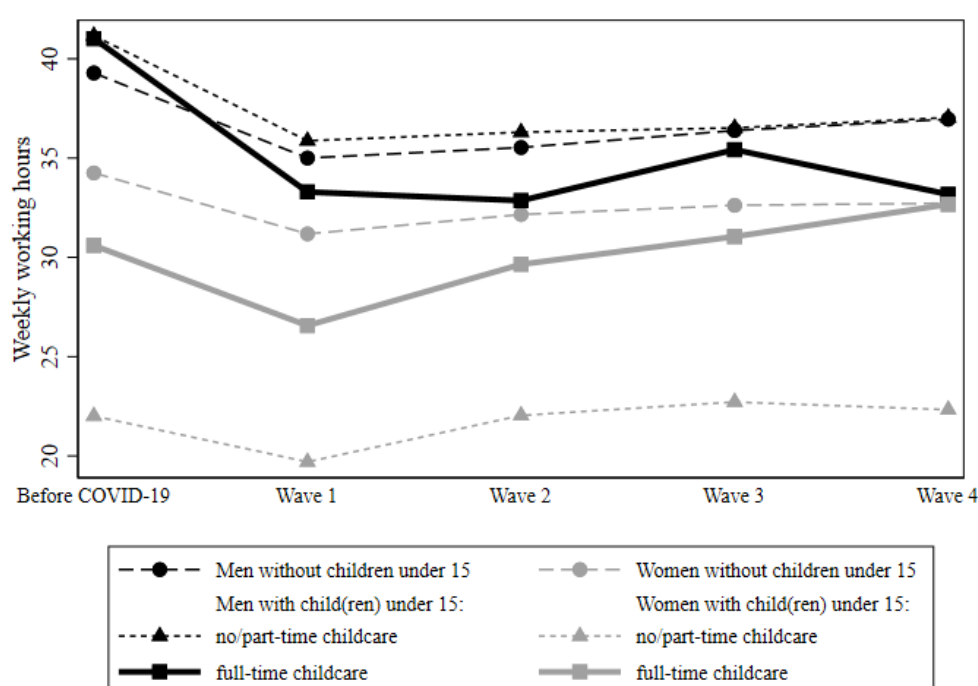 Weekly working hours
40
35
30
25
20
Before COVID-19 Wave 1 Wave 2 Wave 3 Wave 4
Men without children under 15 Women without children under 15
Men with child(ren) under 15: Women with child(ren) under 15:
no/part-time childcare no/part-time childcare
full-time childcare full-time childcare